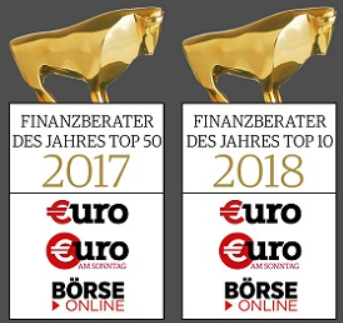 FINANZBERATER
DES JAHRES TOP 50
2017
€uro
€uro
AM SONNTAG
BÖRSE
ONLINE
FINANZBERATER
DES JAHRES TOP 10
2018
€uro
€uro
AM SONNTAG
BÖRSE
ONLINE